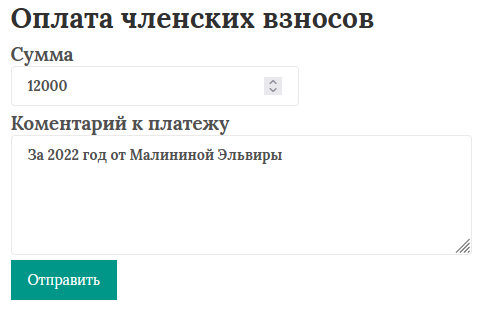 Оплата членских взносов
Сумма
12000
Коментарий к платежу
За 2022 год от Малининой Эльвиры
Отправить